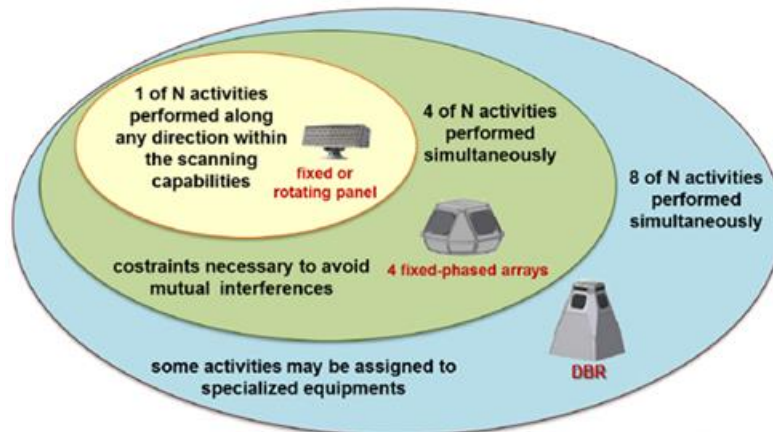 1 of N activities
performed along
any direction within
the scanning
capabilities
fixed or
rotating panel
4 of N activities
performed
simultaneously
8 of N activities
performed
simultaneously
costraints necessary to avoid
mutual interferences
4 fixed-phased arrays
some activities may be assigned to
specialized equipments
DBR